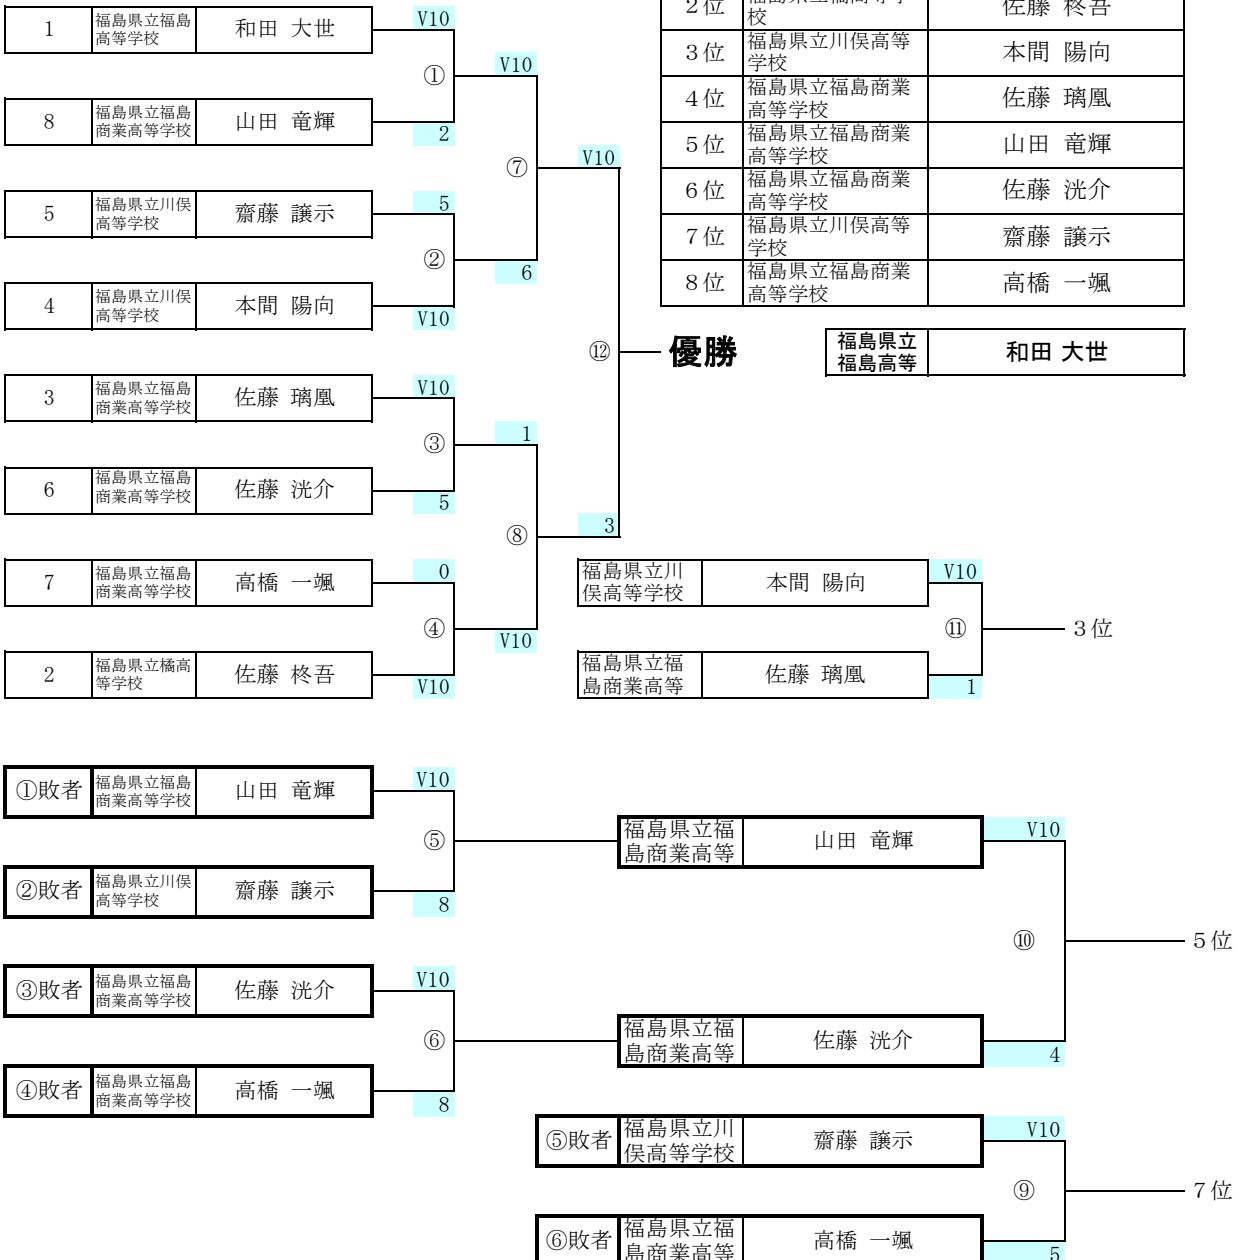 1 福島県立福島 和田 大世 V10
高等学校
①
8 福島県立福島 山田 竜輝 2
商業高等学校
V10
⑦
5 福島県立川俣 齋藤 譲示 5
高等学校
②
4 福島県立川俣 本間 陽向 V10
高等学校
6
V10
⑫
3 福島県立福島 佐藤 璃凰 V10
商業高等学校
③
6 福島県立福島 佐藤 洸介 5
商業高等学校
1
⑧
7 福島県立福島 高橋 一颯 0
商業高等学校
④
2 福島県立橘高 佐藤 柊吾 V10
等学校
V10
3
2位
校
佐藤 柊吾
3位 福島県立川俣高等 本間 陽向
学校
4位 福島県立福島商業 佐藤 璃凰
高等学校
5位 福島県立福島商業 山田 竜輝
高等学校
6位 福島県立福島商業 佐藤 洸介
高等学校
7位 福島県立川俣高等 齋藤 譲示
学校
8位 福島県立福島商業 高橋 一颯
高等学校
優勝
福島県立 和田 大世
福島高等
福島県立川 本間 陽向 V10
俣高等学校
⑪ 3位
福島県立福 佐藤 璃凰 1
島商業高等
①敗者 福島県立福島 山田 竜輝 V10
商業高等学校
⑤
②敗者 福島県立川俣 齋藤 譲示 8
高等学校
③敗者 福島県立福島 佐藤 洸介 V10
商業高等学校
⑥
④敗者 福島県立福島 高橋 一颯 8
商業高等学校
福島県立福 山田 竜輝 V10
島商業高等
⑩ 5位
福島県立福 佐藤 洸介 4
島商業高等
⑤敗者 福島県立川 齋藤 譲示 V10
俣高等学校
⑨ 7位
⑥敗者 福島県立福 高橋 一颯 5
島商業高等